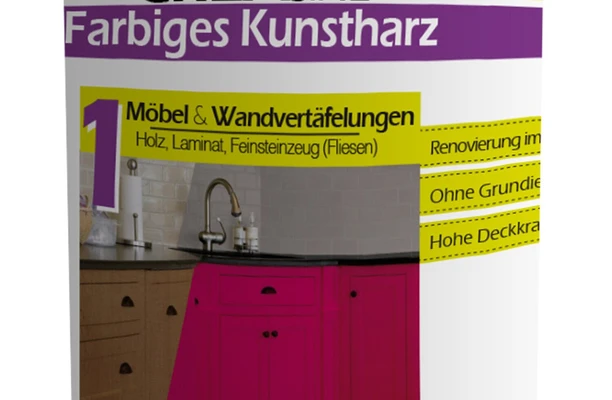 Farbiges Kunstharz
1
Möbel & Wandvertäfelungen
Holz, Laminat, Feinsteinzeug (Fliesen)
Renovierung im
Ohne Grundie
Hohe Deckkra